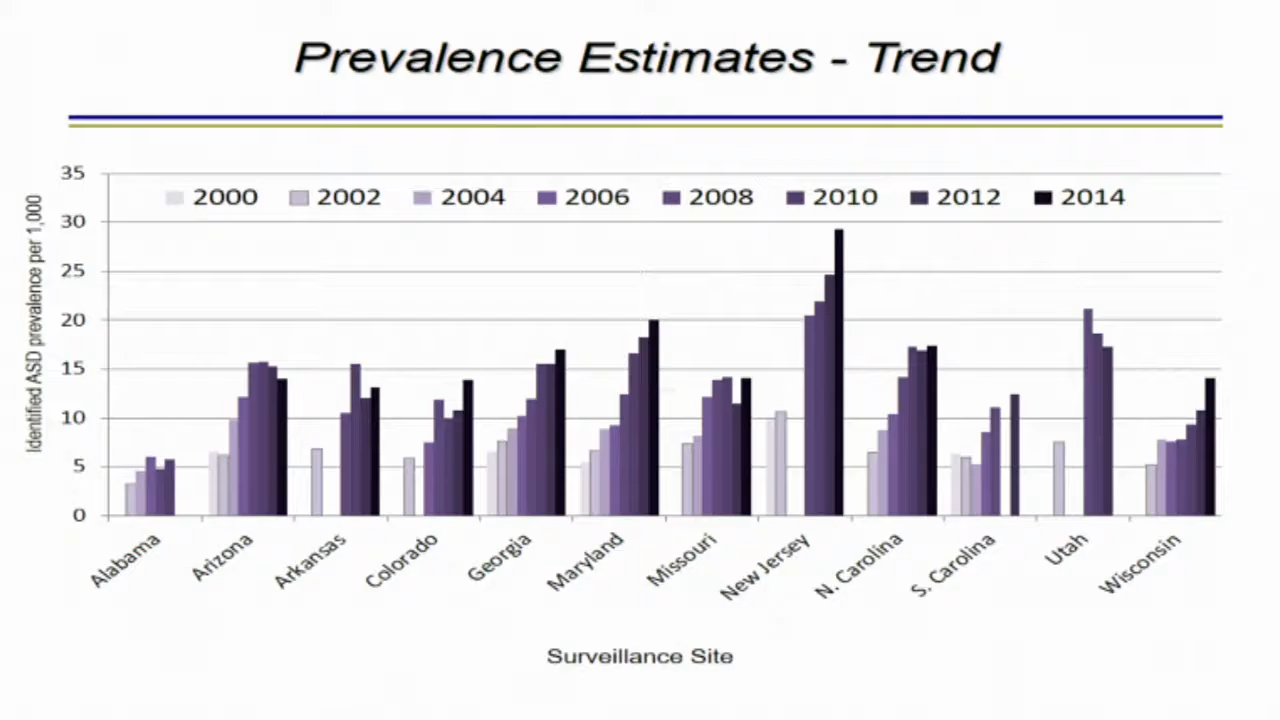 Prevalence Estimates - Trend
Identified ASD prevalence per 1,000
35
30
25
20
15
10
5
0
2000 2002 2004 2006 2008 2010 2012 2014
Alabama Arizona Arkansas Colorado Georgia Maryland Missouri New Jersey N. Carolina S. Carolina Utah Wisconsin
Surveillance Site